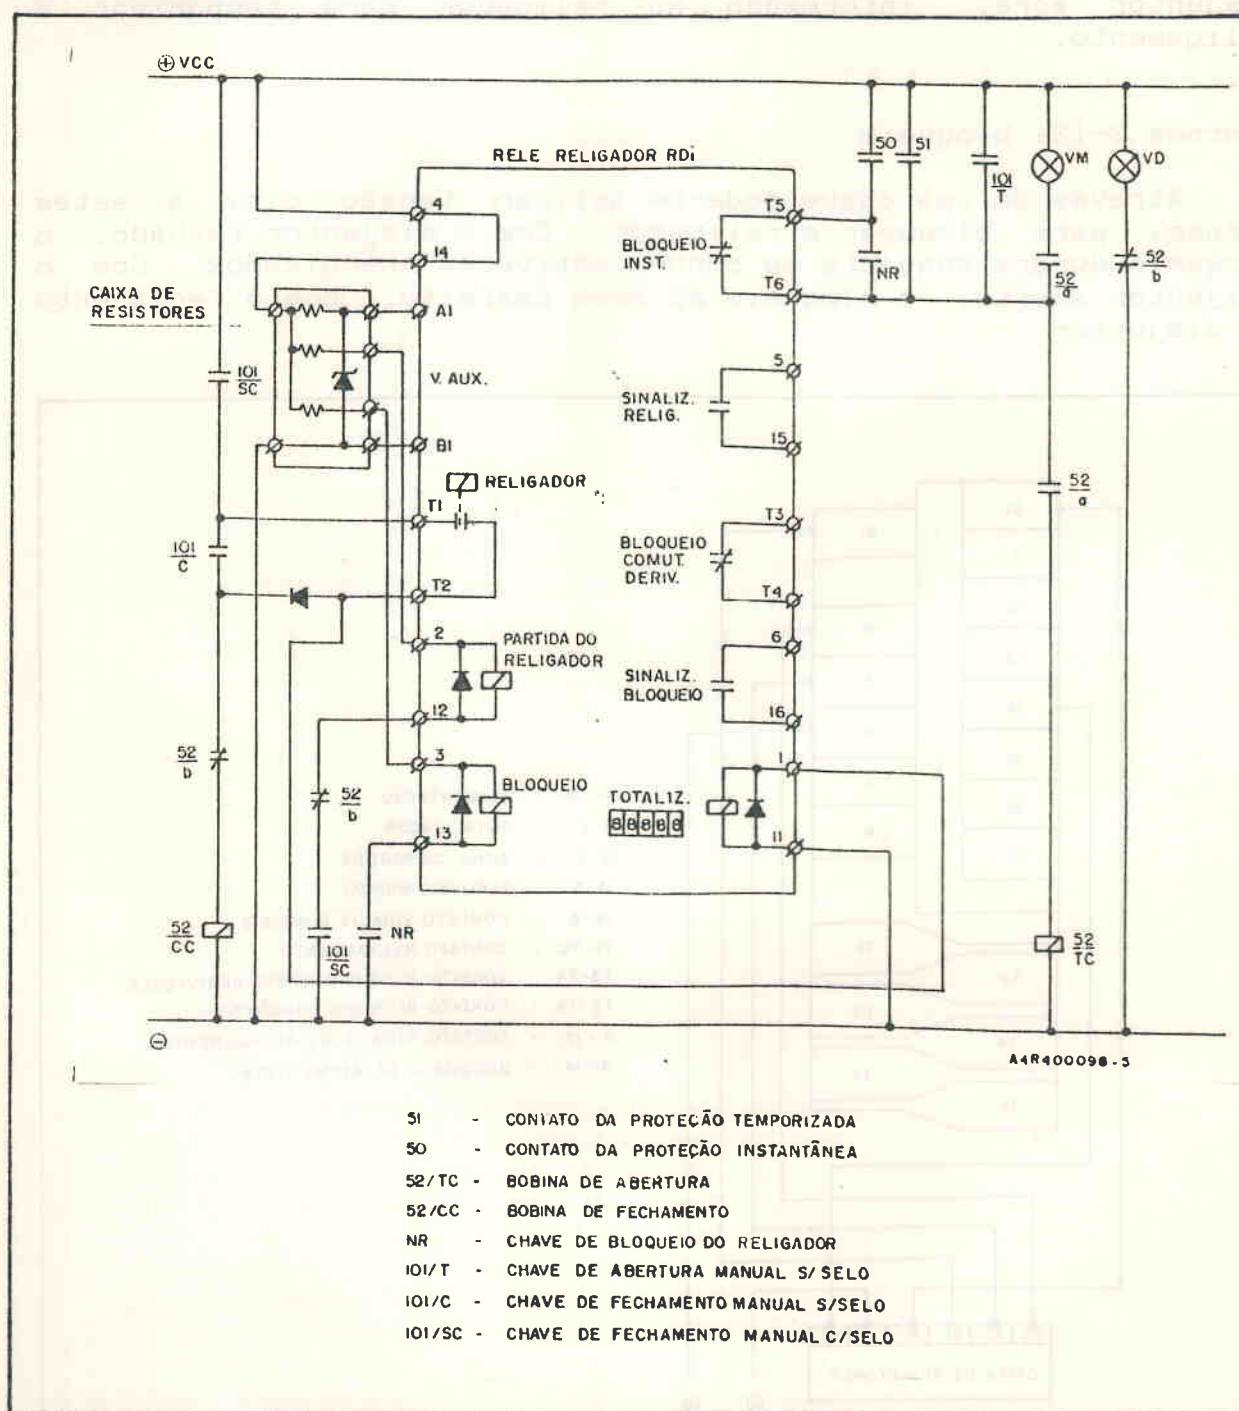 ⊕ VCC
RELE RELIGADOR RDi
50
51
101
T
VM
VD
4
14
T5
BLOQUEIO
INST.
NR
T6
52
a
52
b
CAIXA DE
RESISTORES
A1
V. AUX.
B1
101
SC
5
SINALIZ.
RELIG.
15
RELIGADOR
T1
52
a
101
C
T3
BLOQUEIO
COMUT.
DERIV.
T4
T2
2
PARTIDA DO
RELIGADOR
12
6
SINALIZ.
BLOQUEIO
16
52
b
3
BLOQUEIO
13
52
b
1
TOTALIZ.
88888
11
52
CC
101
SC
NR
52
TC
⊖
A4R400098-5
51 - CONTATO DA PROTEÇÃO TEMPORIZADA
50 - CONTATO DA PROTEÇÃO INSTANTÂNEA
52/TC - BOBINA DE ABERTURA
52/CC - BOBINA DE FECHAMENTO
NR - CHAVE DE BLOQUEIO DO RELIGADOR
101/T - CHAVE DE ABERTURA MANUAL S/SELO
101/C - CHAVE DE FECHAMENTO MANUAL S/SELO
101/SC - CHAVE DE FECHAMENTO MANUAL C/SELO